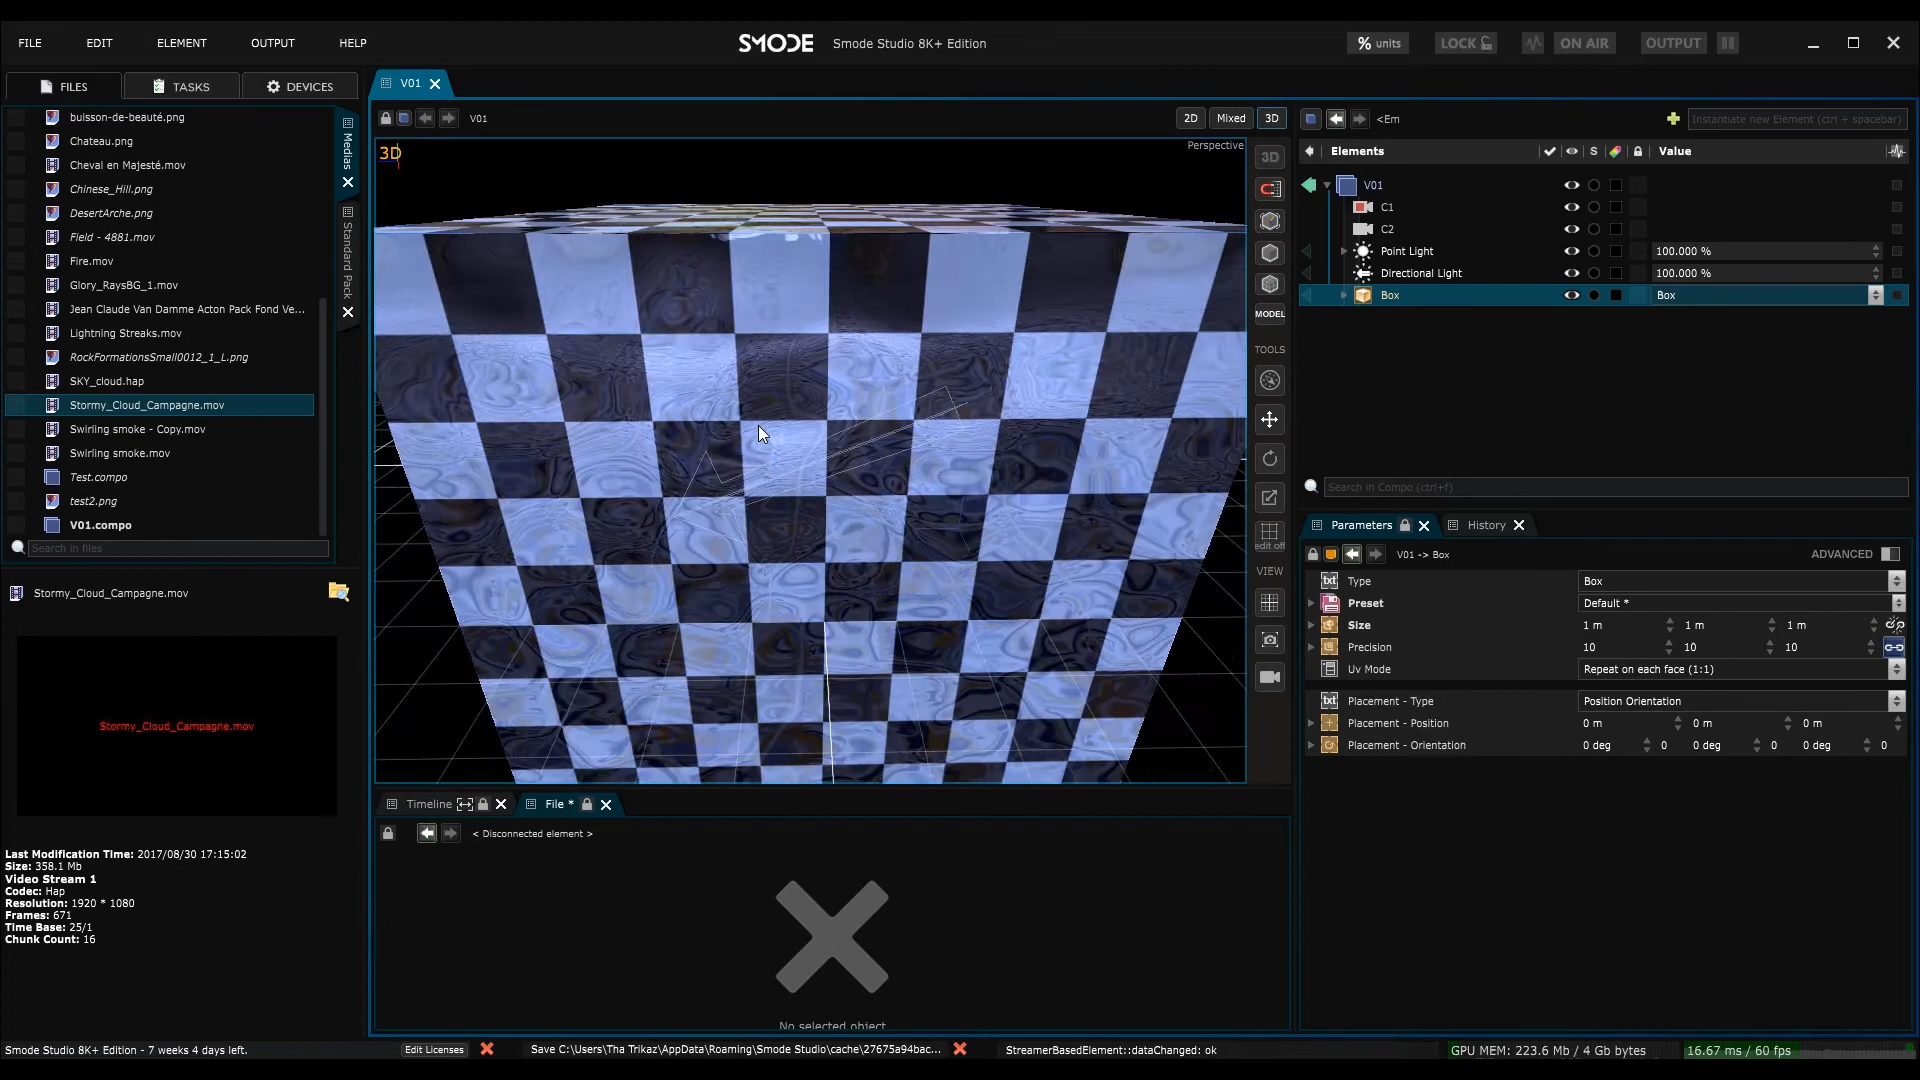 FILE EDIT ELEMENT OUTPUT HELP
SMODE Smode Studio 8K+ Edition
% units LOCK ON AIR OUTPUT
FILES TASKS DEVICES
buisson-de-beauté.png
Chateau.png
Cheval en Majesté.mov
Chinese_Hill.png
DesertArche.png
Field - 4881.mov
Fire.mov
Glory_RaysBG_1.mov
Jean Claude Van Damme Acton Pack Fond Ve...
Lightning Streaks.mov
RockFormationsSmall0012_1_L.png
SKY_cloud.hap
Stormy_Cloud_Campagne.mov
Swirling smoke - Copy.mov
Swirling smoke.mov
Test.compo
test2.png
V01.compo
Search in files
Medias
Standard Pack
Stormy_Cloud_Campagne.mov
Stormy_Cloud_Campagne.mov
Last Modification Time: 2017/08/30 17:15:02
Size: 358.1 Mb
Video Stream 1
Codec: Hap
Resolution: 1920 * 1080
Frames: 671
Time Base: 25/1
Chunk Count: 16
V01
V01
2D Mixed 3D
3D
Perspective
3D
MODEL
TOOLS
edit off
VIEW
Timeline File *
< Disconnected element >
No selected object
<Em
Instantiate new Element (ctrl + spacebar)
Elements S Value
V01
C1
C2
Point Light 100.000 %
Directional Light 100.000 %
Box Box
Search in Compo (ctrl+f)
Parameters History
V01 -> Box ADVANCED
txt Type Box
Preset Default *
Size 1 m 1 m 1 m
Precision 10 10 10
Uv Mode Repeat on each face (1:1)
txt Placement - Type Position Orientation
Placement - Position 0 m 0 m 0 m
Placement - Orientation 0 deg 0 0 deg 0 0 deg 0
Smode Studio 8K+ Edition - 7 weeks 4 days left. Edit Licenses Save C:\Users\Tha Trikaz\AppData\Roaming\Smode Studio\cache\27675a94bac... StreamerBasedElement::dataChanged: ok GPU MEM: 223.6 Mb / 4 Gb bytes 16.67 ms / 60 fps